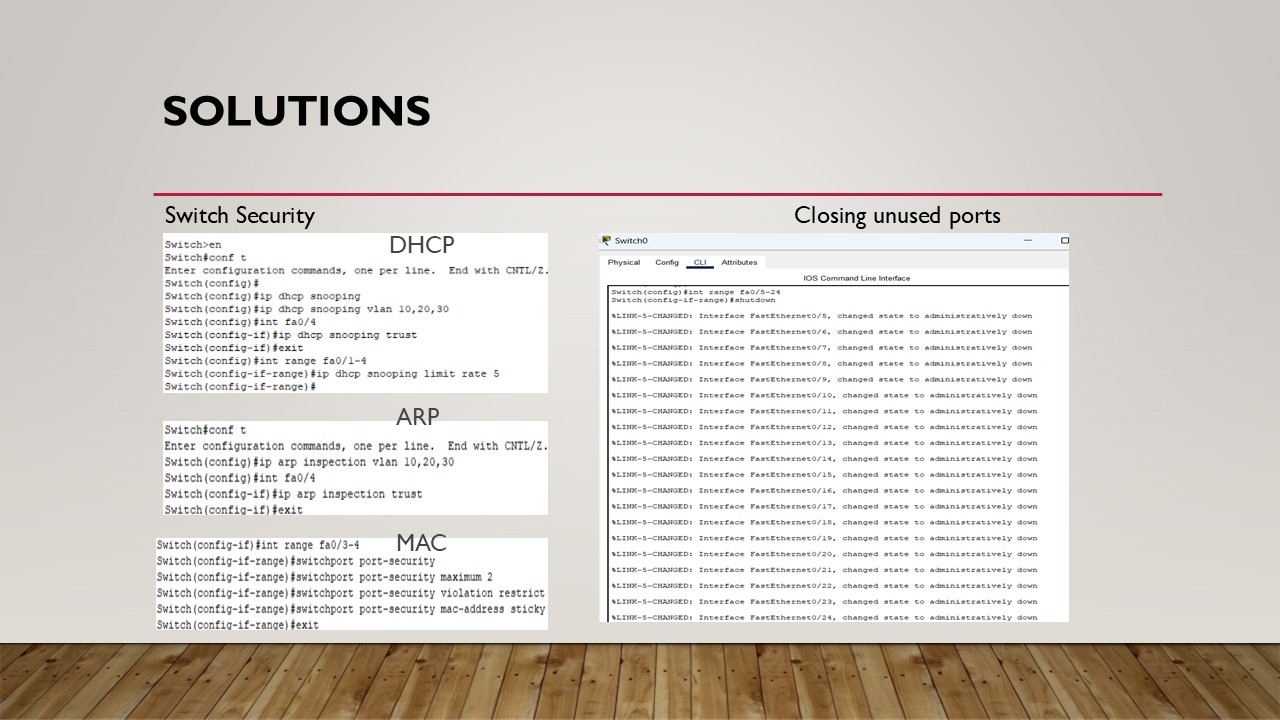 SOLUTIONS
Switch Security
DHCP
Switch>en
Switch#conf t
Enter configuration commands, one per line.  End with CNTL/Z.
Switch(config)#
Switch(config)#ip dhcp snooping
Switch(config)#ip dhcp snooping vlan 10,20,30
Switch(config)#int fa0/4
Switch(config-if)#ip dhcp snooping trust
Switch(config-if)#exit
Switch(config)#int range fa0/1-4
Switch(config-if-range)#ip dhcp snooping limit rate 5
Switch(config-if-range)#
ARP
Switch#conf t
Enter configuration commands, one per line.  End with CNTL/Z.
Switch(config)#ip arp inspection vlan 10,20,30
Switch(config)#int fa0/4
Switch(config-if)#ip arp inspection trust
Switch(config-if)#exit
MAC
Switch(config-if)#int range fa0/3-4
Switch(config-if-range)#switchport port-security
Switch(config-if-range)#switchport port-security maximum 2
Switch(config-if-range)#switchport port-security violation restrict
Switch(config-if-range)#switchport port-security mac-address sticky
Switch(config-if-range)#exit
Closing unused ports
Switch0
Physical Config CLI Attributes
IOS Command Line Interface
Switch(config)#int range fa0/5-24
Switch(config-if-range)#shutdown
%LINK-5-CHANGED: Interface FastEthernet0/5, changed state to administratively down
%LINK-5-CHANGED: Interface FastEthernet0/6, changed state to administratively down
%LINK-5-CHANGED: Interface FastEthernet0/7, changed state to administratively down
%LINK-5-CHANGED: Interface FastEthernet0/8, changed state to administratively down
%LINK-5-CHANGED: Interface FastEthernet0/9, changed state to administratively down
%LINK-5-CHANGED: Interface FastEthernet0/10, changed state to administratively down
%LINK-5-CHANGED: Interface FastEthernet0/11, changed state to administratively down
%LINK-5-CHANGED: Interface FastEthernet0/12, changed state to administratively down
%LINK-5-CHANGED: Interface FastEthernet0/13, changed state to administratively down
%LINK-5-CHANGED: Interface FastEthernet0/14, changed state to administratively down
%LINK-5-CHANGED: Interface FastEthernet0/15, changed state to administratively down
%LINK-5-CHANGED: Interface FastEthernet0/16, changed state to administratively down
%LINK-5-CHANGED: Interface FastEthernet0/17, changed state to administratively down
%LINK-5-CHANGED: Interface FastEthernet0/18, changed state to administratively down
%LINK-5-CHANGED: Interface FastEthernet0/19, changed state to administratively down
%LINK-5-CHANGED: Interface FastEthernet0/20, changed state to administratively down
%LINK-5-CHANGED: Interface FastEthernet0/21, changed state to administratively down
%LINK-5-CHANGED: Interface FastEthernet0/22, changed state to administratively down
%LINK-5-CHANGED: Interface FastEthernet0/23, changed state to administratively down
%LINK-5-CHANGED: Interface FastEthernet0/24, changed state to administratively down